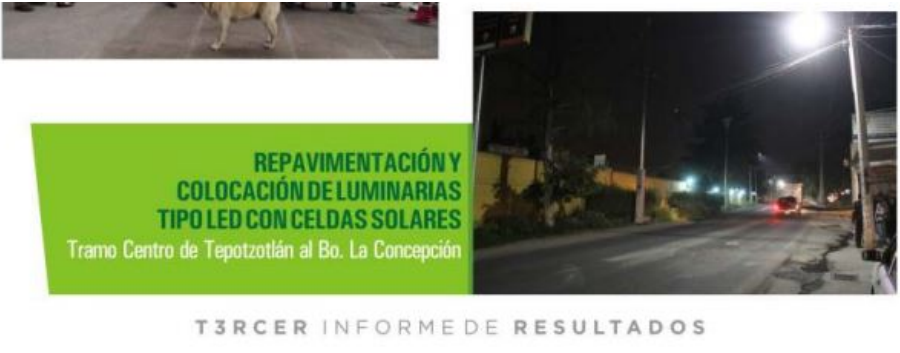 REPAVIMENTACIÓN Y
COLOCACIÓN DE LUMINARIAS
TIPO LED CON CELDAS SOLARES
Tramo Centro de Tepotzotlán al Bo. La Concepción
T3RCER INFORME DE RESULTADOS